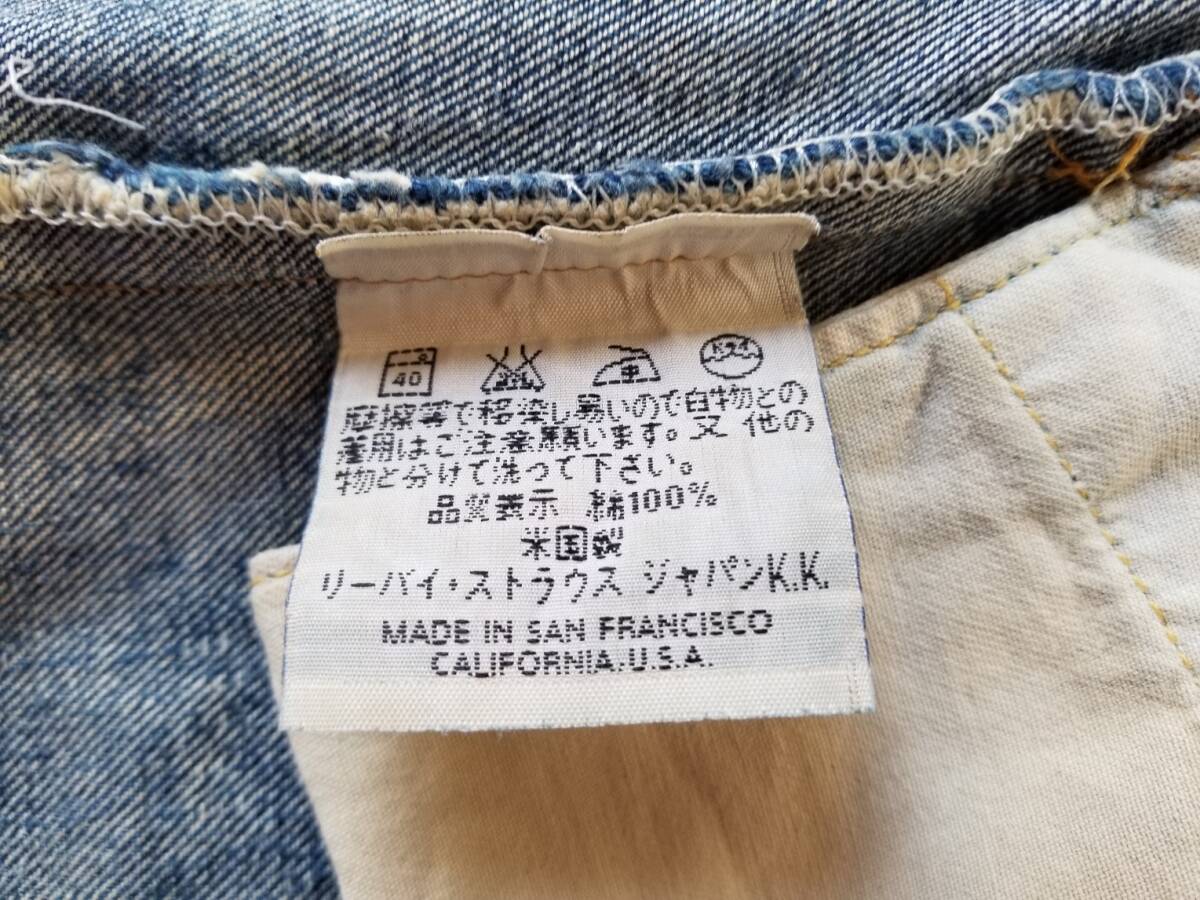 40
摩擦等で移染し易いので白物との
着用はご注意願います。又 他の
物と分けて洗って下さい。
品質表示 綿100%
米国製
リーバイ・ストラウス ジャパンK.K.
MADE IN SAN FRANCISCO
CALIFORNIA.U.S.A.